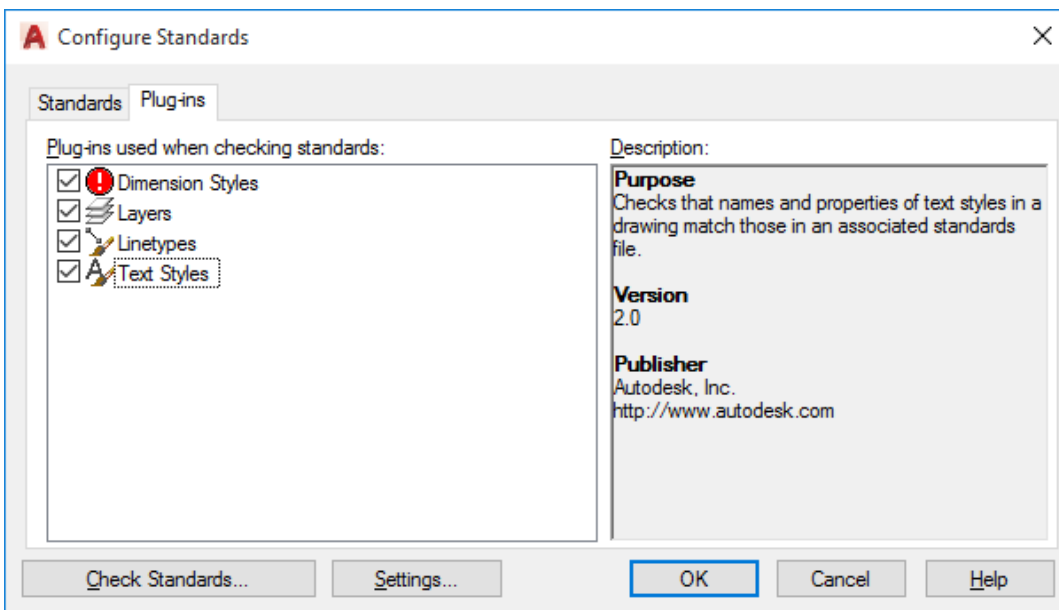 Configure Standards
Standards
Plug-ins
Plug-ins used when checking standards:
Dimension Styles
Layers
Linetypes
Text Styles
Description:
Purpose
Checks that names and properties of text styles in a
drawing match those in an associated standards
file.
Version
2.0
Publisher
Autodesk, Inc.
http://www.autodesk.com
Check Standards...
Settings...
OK
Cancel
Help